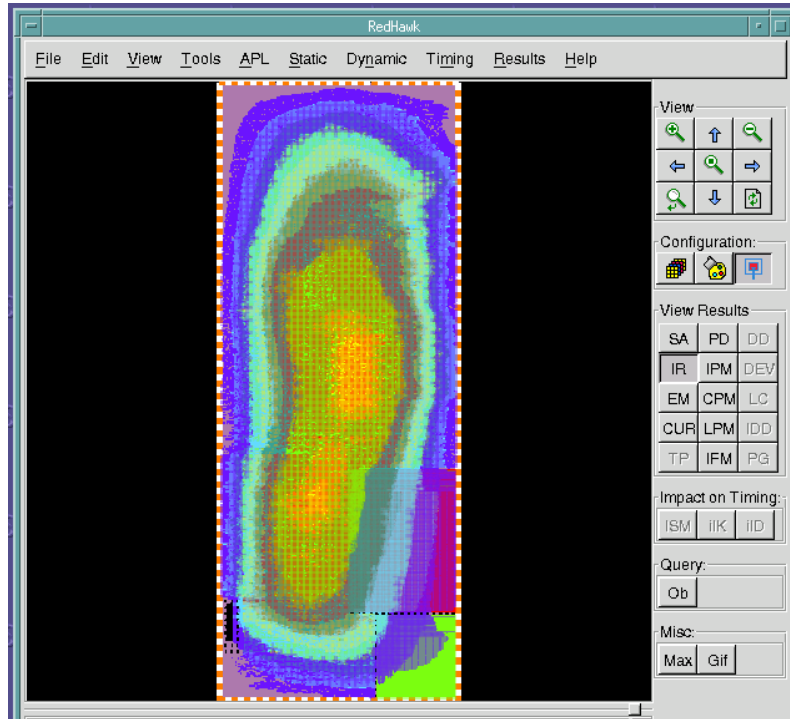 RedHawk
File Edit View Tools APL Static Dynamic Timing Results Help
View
Configuration:
View Results
SA PD DD
IR IPM DEV
EM CPM LC
CUR LPM IDD
TP IFM PG
Impact on Timing:
ISM ilK ilD
Query:
Ob
Misc:
Max Gif